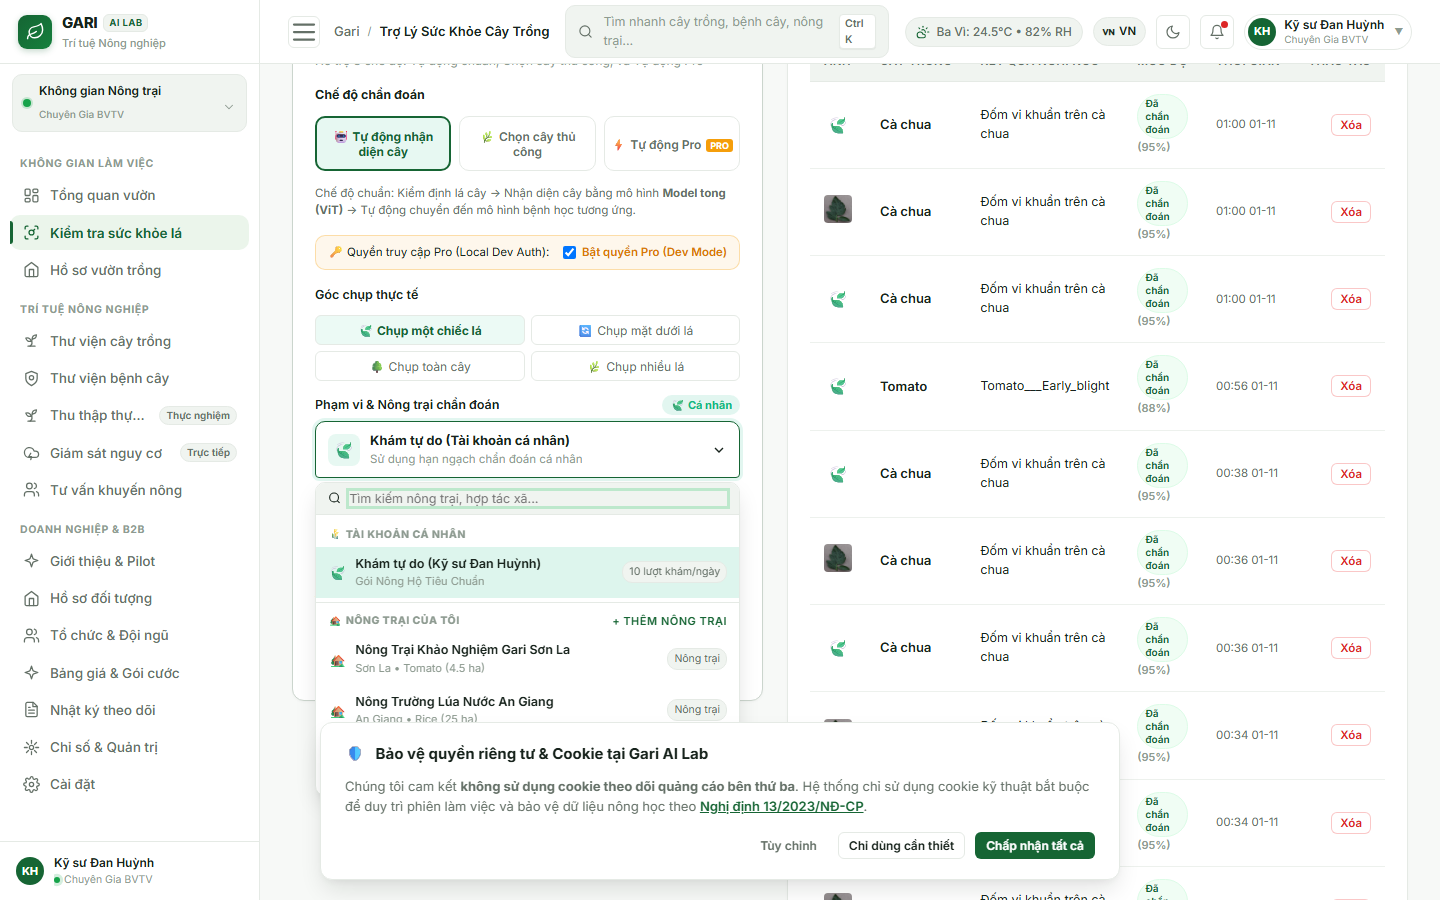 GARI AI LAB
Trí tuệ Nông nghiệp
Không gian Nông trại
Chuyên Gia BVTV
KHÔNG GIAN LÀM VIỆC
Tổng quan vườn
Kiểm tra sức khỏe lá
Hồ sơ vườn trồng
TRÍ TUỆ NÔNG NGHIỆP
Thư viện cây trồng
Thư viện bệnh cây
Thu thập thự... Thực nghiệm
Giám sát nguy cơ Trực tiếp
Tư vấn khuyến nông
DOANH NGHIỆP & B2B
Giới thiệu & Pilot
Hồ sơ đối tượng
Tổ chức & Đội ngũ
Bảng giá & Gói cước
Nhật ký theo dõi
Chỉ số & Quản trị
Cài đặt
KH Kỹ sư Đan Huỳnh
Chuyên Gia BVTV
Gari / Trợ Lý Sức Khỏe Cây Trồng
Tìm nhanh cây trồng, bệnh cây, nông trại...
Ctrl K
Ba Vì: 24.5°C • 82% RH
VN VN
KH Kỹ sư Đan Huỳnh
Chuyên Gia BVTV
Chế độ chẩn đoán
Tự động nhận diện cây
Chọn cây thủ công
Tự động Pro PRO
Chế độ chuẩn: Kiểm định lá cây → Nhận diện cây bằng mô hình Model tong
(ViT) → Tự động chuyển đến mô hình bệnh học tương ứng.
Quyền truy cập Pro (Local Dev Auth): Bật quyền Pro (Dev Mode)
Góc chụp thực tế
Chụp một chiếc lá
Chụp mặt dưới lá
Chụp toàn cây
Chụp nhiều lá
Phạm vi & Nông trại chẩn đoán Cá nhân
Khám tự do (Tài khoản cá nhân)
Sử dụng hạn ngạch chẩn đoán cá nhân
Tìm kiếm nông trại, hợp tác xã...
TÀI KHOẢN CÁ NHÂN
Khám tự do (Kỹ sư Đan Huỳnh)
Gói Nông Hộ Tiêu Chuẩn
10 lượt khám/ngày
NÔNG TRẠI CỦA TÔI + THÊM NÔNG TRẠI
Nông Trại Khảo Nghiệm Gari Sơn La
Sơn La • Tomato (4.5 ha)
Nông trại
Nông Trường Lúa Nước An Giang
An Giang • Rice (25 ha)
Nông trại
Cà chua Đốm vi khuẩn trên cà chua Đã chẩn đoán (95%) 01:00 01-11 Xóa
Cà chua Đốm vi khuẩn trên cà chua Đã chẩn đoán (95%) 01:00 01-11 Xóa
Cà chua Đốm vi khuẩn trên cà chua Đã chẩn đoán (95%) 01:00 01-11 Xóa
Tomato Tomato___Early_blight Đã chẩn đoán (88%) 00:56 01-11 Xóa
Cà chua Đốm vi khuẩn trên cà chua Đã chẩn đoán (95%) 00:38 01-11 Xóa
Cà chua Đốm vi khuẩn trên cà chua Đã chẩn đoán (95%) 00:36 01-11 Xóa
Cà chua Đốm vi khuẩn trên cà chua Đã chẩn đoán (95%) 00:36 01-11 Xóa
Đã chẩn đoán (95%) 00:34 01-11 Xóa
Đã chẩn đoán (95%) 00:34 01-11 Xóa
Đã chẩn đoán
Bảo vệ quyền riêng tư & Cookie tại Gari AI Lab
Chúng tôi cam kết không sử dụng cookie theo dõi quảng cáo bên thứ ba. Hệ thống chỉ sử dụng cookie kỹ thuật bắt buộc
để duy trì phiên làm việc và bảo vệ dữ liệu nông học theo Nghị định 13/2023/NĐ-CP.
Tùy chỉnh
Chỉ dùng cần thiết
Chấp nhận tất cả